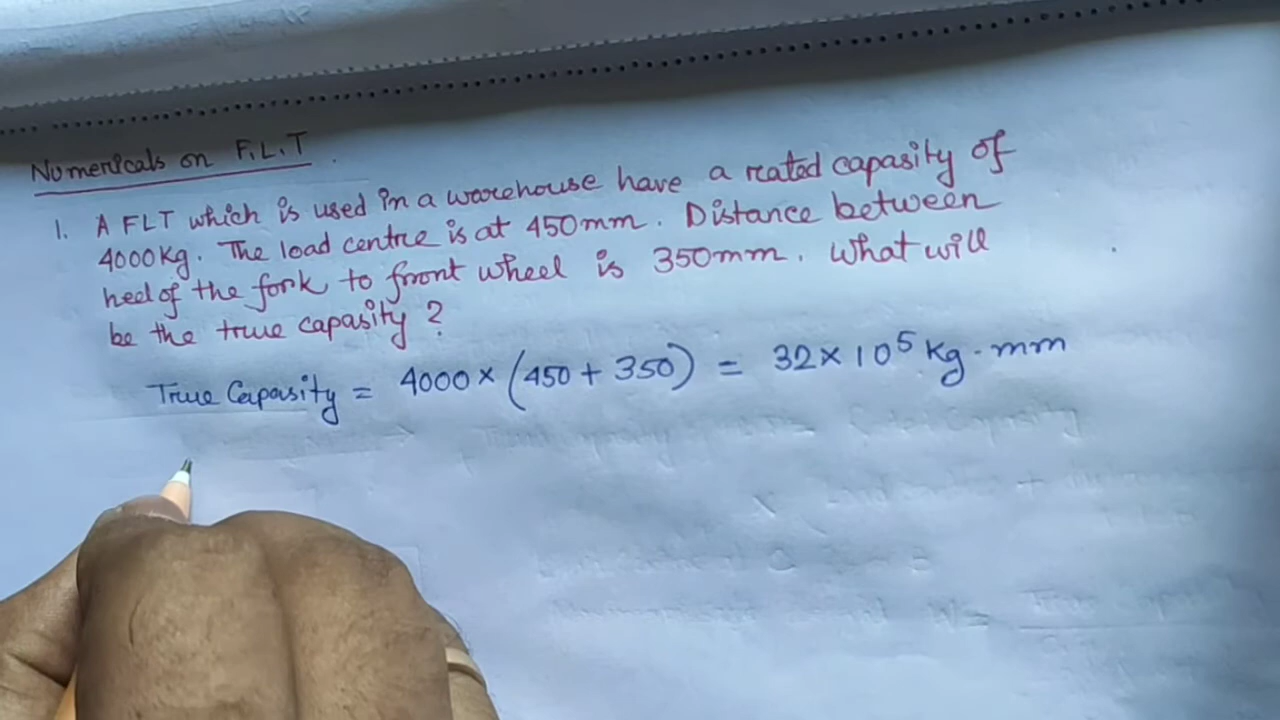 Numericals on F.L.T
1. A FLT which is used in a warehouse have a rated capasity of
4000Kg. The load centre is at 450mm. Distance between
heel of the fork to front wheel is 350mm. What will
be the true capasity ?
True Capasity = 4000 × (450 + 350) = 32 × 10⁵ Kg - mm